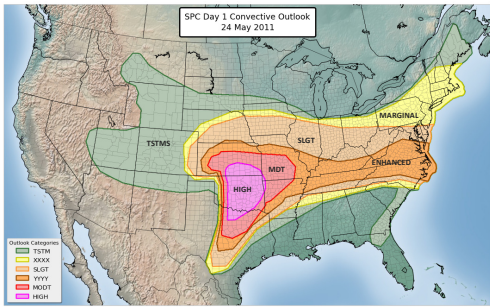 SPC Day 1 Convective Outlook
24 May 2011
MARGINAL
SLGT
TSTMS
ENHANCED
MDT
HIGH
Outlook Categories
TSTM
XXXX
SLGT
YYYY
MODT
HIGH